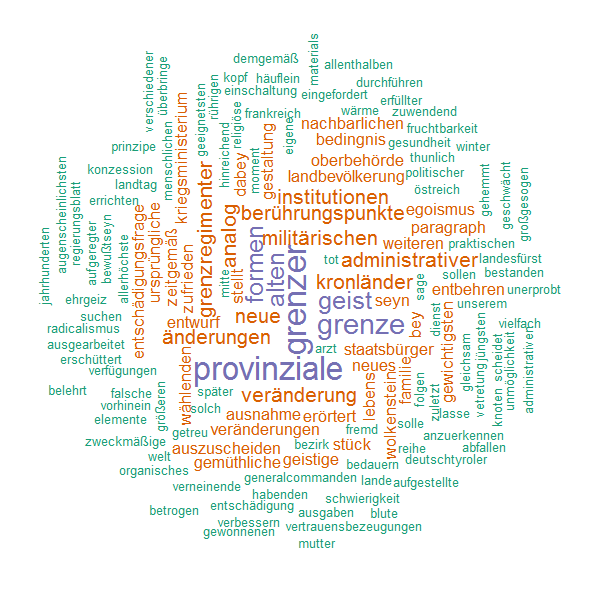 materials
verschiedener
demgemäß
allenthalben
überbringe
kopf
häuflein
durchführen
geeignetsten
rührigen
einschaltung
eingefordert
erfüllter
kriegsministerium
religiöse
frankreich
wärme
zuwendend
hinreichend
eigene
nachbarlichen
fruchtbarkeit
prinzipe
menschlichen
dabey
moment
gestaltung
bedingnis
gesundheit
winter
oberbehörde
thunlich
konzession
grenzregimenter
landbevölkerung
politischer
gehemmt
geschwächt
großgesogen
landtag
institutionen
östreich
errichten
analog
berührungspunkte
egoismus
augenscheinlichsten
regierungsblatt
bewußtseyn
entschädigungsfrage
ursprüngliche
zeitgemäß
zufrieden
formen
militärischen
paragraph
jahrhunderten
aufgeregter
allerhöchste
stellt
alten
grenzer
weiteren
praktischen
tot
administrativer
landesfürst
mitte
kronländer
sollen
bestanden
ehrgeiz
geist
seyn
sage
entbehren
unerprobt
suchen
entwurf
neue
grenze
bey
dienst
unserem
radicalismus
änderungen
vielfach
ausgearbeitet
arzt
staatsbürger
gewichtigsten
gleichsam
jüngsten
scheidet
unmöglichkeit
administrativen
erschüttert
provinziale
neues
familie
verfügungen
wählenden
lebens
wolkenstein
folgen
zuletzt
vetretung
knoten
belehrt
falsche
später
veränderung
vorhinein
größeren
solch
ausnahme
erörtert
lasse
elemente
getreu
veränderungen
fremd
solle
anzuerkennen
zweckmäßige
auszuscheiden
bezirk
stück
reihe
abfallen
welt
gemüthliche
geistige
bedauern
deutschtyroler
organisches
generalcommanden
lande
aufgestellte
verneinende
habenden
schwierigkeit
betrogen
entschädigung
ausgaben
blute
verbessern
vertrauensbezeugungen
gewonnenen
mutter